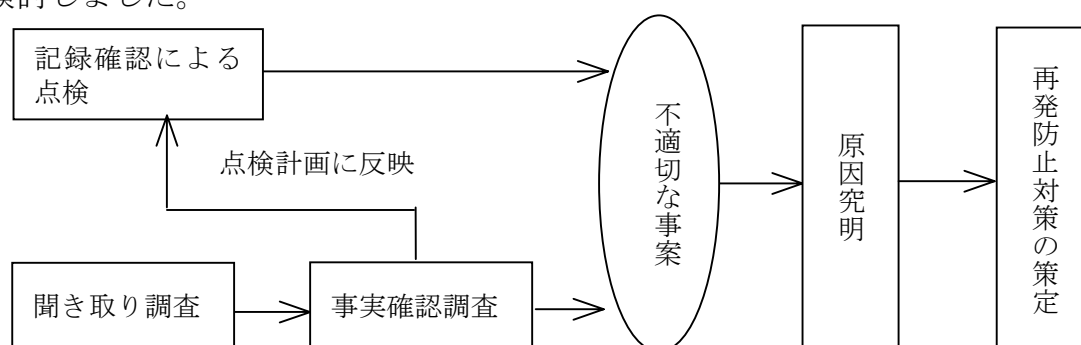 検討しました。
記録確認による
点検
点検計画に反映
聞き取り調査
事実確認調査
不適切な事案
原因究明
再発防止対策の策定